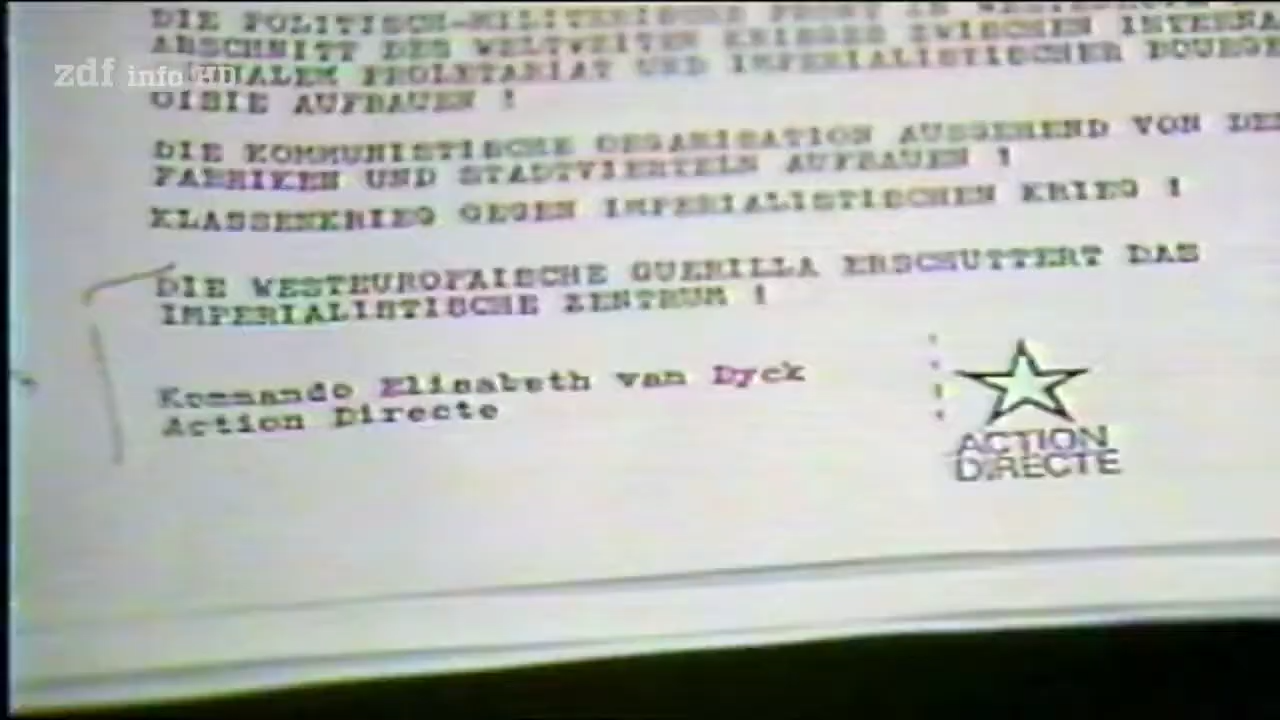 DIE POLITISCH-MILITÄRISCHE FRONT IN WESTEUROPA
ABSCHNITT DES WELTWEITEN KRIEGES ZWISCHEN INTERNA
NALEM PROLETARIAT UND IMPERIALISTISCHER BOURGE
OISIE AUFBAUEN !
zdf info HD
DIE KOMMUNISTISCHE ORGANISATION AUSGEHEND VON DEN
FABRIKEN UND STADTVIERTELN AUFBAUEN !
KLASSENKRIEG GEGEN IMPERIALISTISCHEN KRIEG !
DIE WESTEUROPAISCHE GUERILLA ERSCHUTTERT DAS
IMPERIALISTISCHE ZENTRUM !
Kommando Elisabeth van Dyck
Action Directe
ACTION
DIRECTE